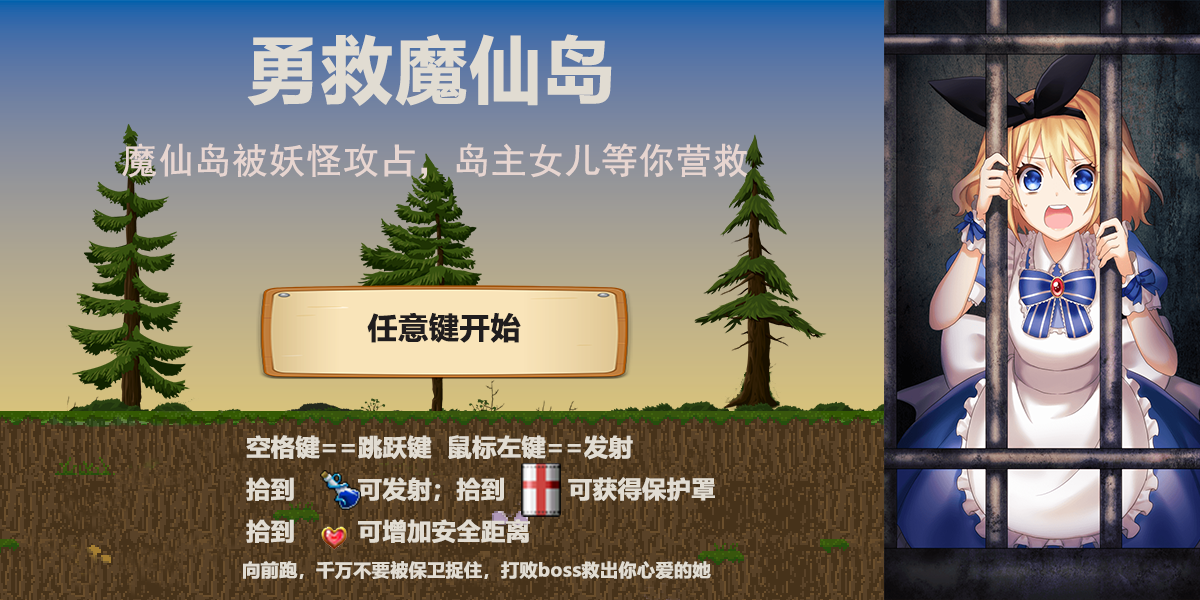 勇救魔仙岛
魔仙岛被妖怪攻占，岛主女儿等你营救
任意键开始
空格键==跳跃键 鼠标左键==发射
拾到 可发射；拾到 可获得保护罩
拾到 可增加安全距离
向前跑，千万不要被保卫捉住，打败boss救出你心爱的她